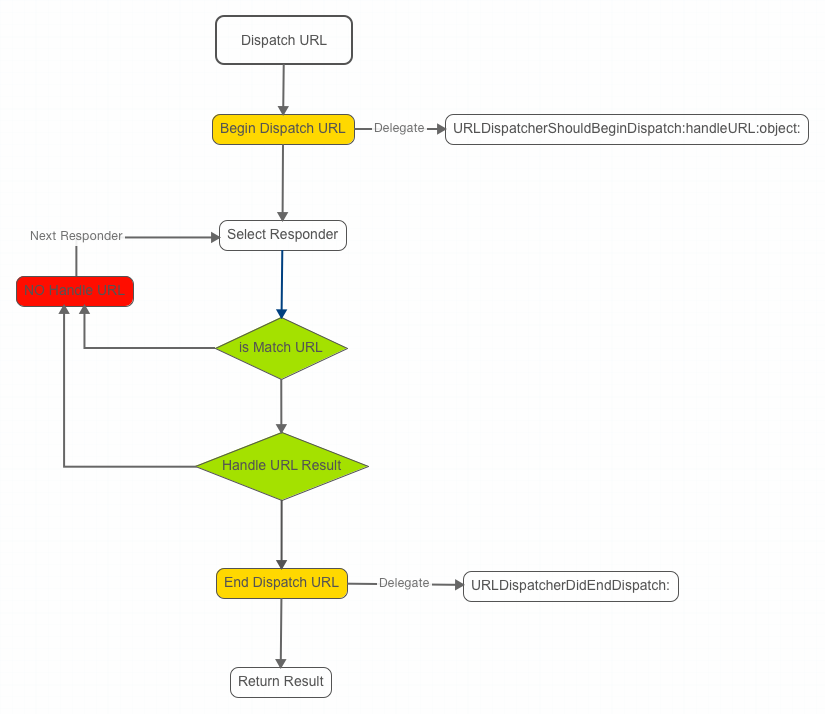 Dispatch URL
Begin Dispatch URL
Delegate
URLDispatcherShouldBeginDispatch:handleURL:object:
Next Responder
Select Responder
NO Handle URL
is Match URL
Handle URL Result
End Dispatch URL
Delegate
URLDispatcherDidEndDispatch:
Return Result